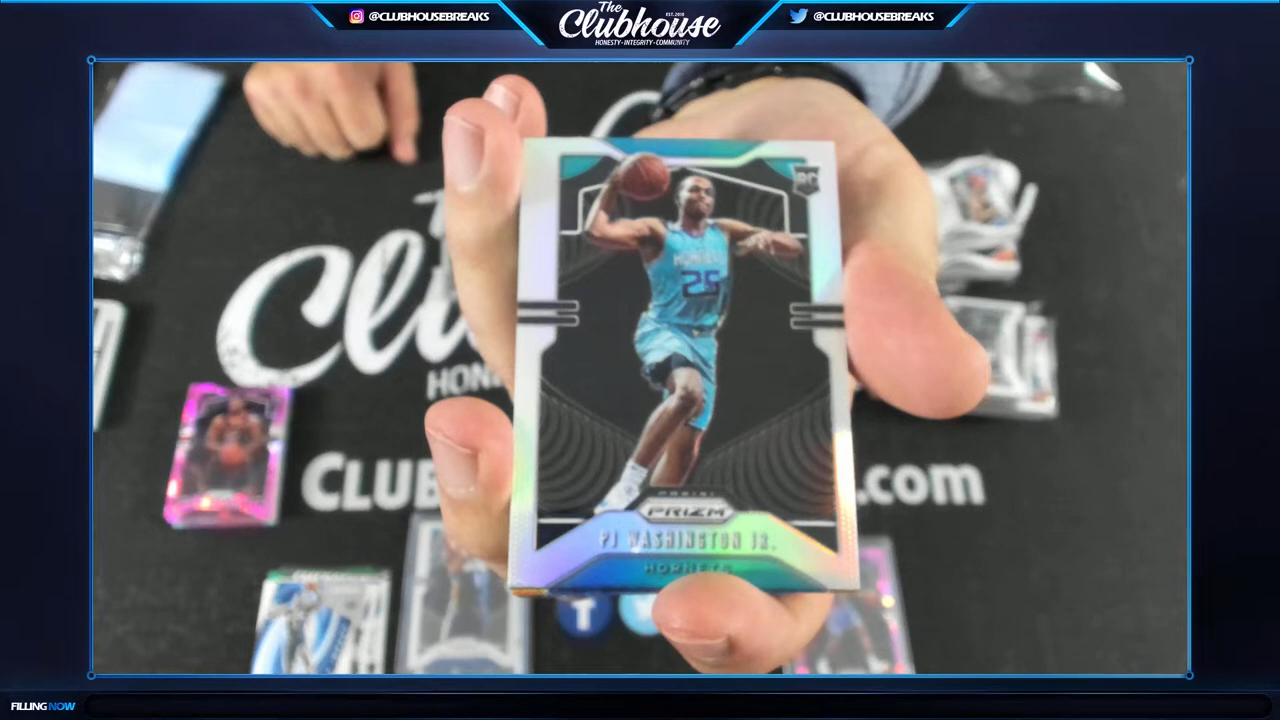 @CLUBHOUSEBREAKS
The
Clubhouse
EST. 2018
HONESTY • INTEGRITY • COMMUNITY
@CLUBHOUSEBREAKS
RC
HORNETS
25
Clu
HON
CLUB
.com
PANINI
PRIZM
PJ WASHINGTON JR.
HORNETS
FILLING NOW